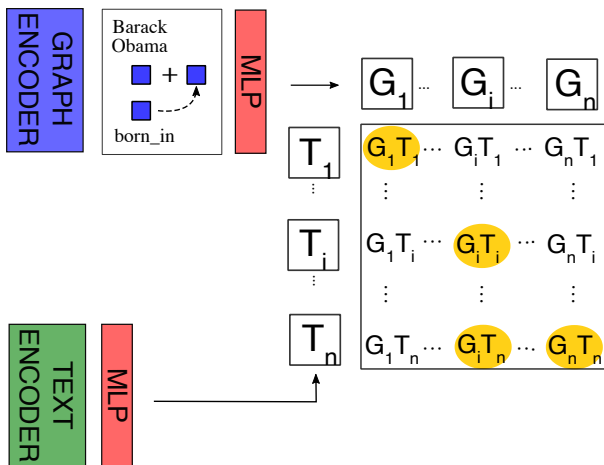 GRAPH
ENCODER
Barack
Obama
+
born_in
MLP
G1 ... Gi ... Gn
T1
...
Ti
...
Tn
G1T1 ... GiT1 ... GnT1
... ... ...
G1Ti ... GiTi ... GnTi
... ... ...
G1Tn ... GiTn ... GnTn
TEXT
ENCODER
MLP